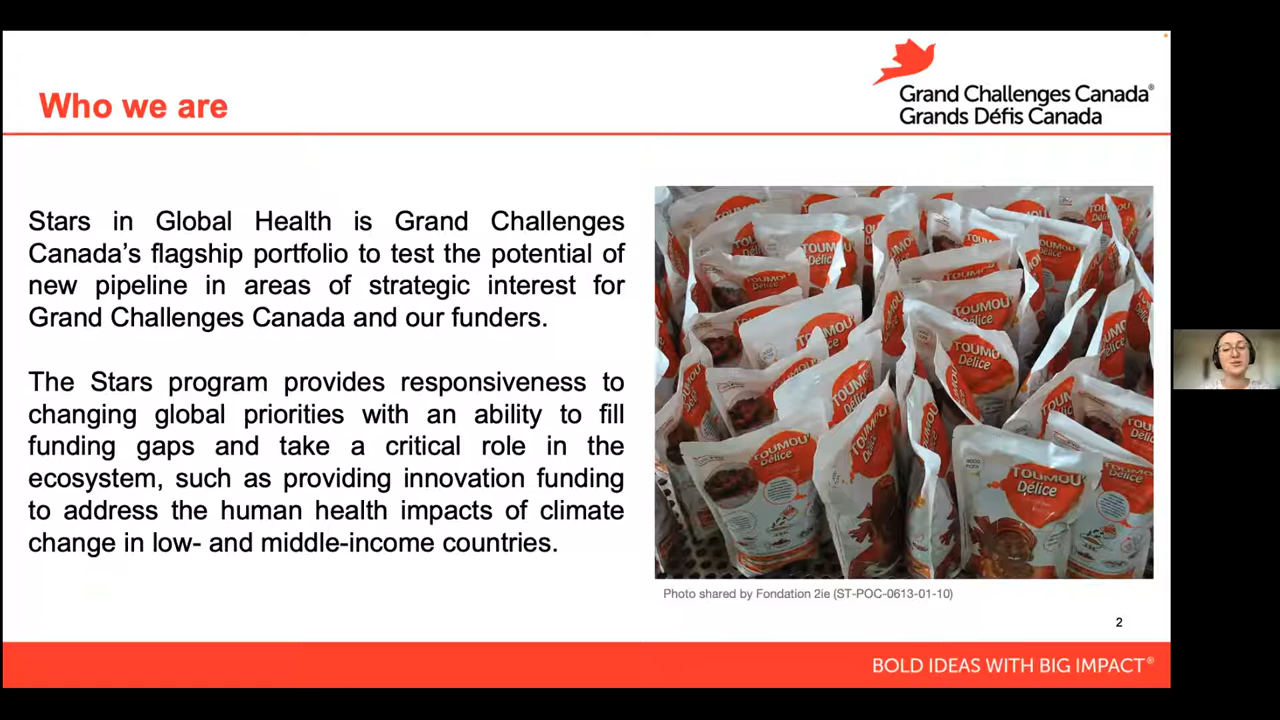 Who we are
Grand Challenges Canada®
Grands Défis Canada
Stars in Global Health is Grand Challenges
Canada’s flagship portfolio to test the potential of
new pipeline in areas of strategic interest for
Grand Challenges Canada and our funders.
The Stars program provides responsiveness to
changing global priorities with an ability to fill
funding gaps and take a critical role in the
ecosystem, such as providing innovation funding
to address the human health impacts of climate
change in low- and middle-income countries.
TOUMOU'
Délice
Photo shared by Fondation 2ie (ST-POC-0613-01-10)
2
BOLD IDEAS WITH BIG IMPACT®